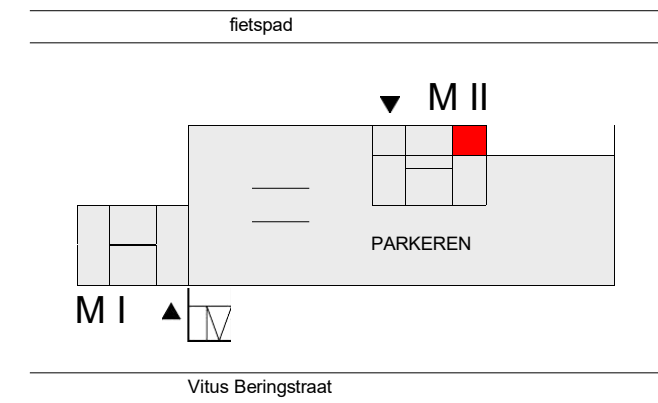 fietspad
M II
PARKEREN
M I
Vitus Beringstraat